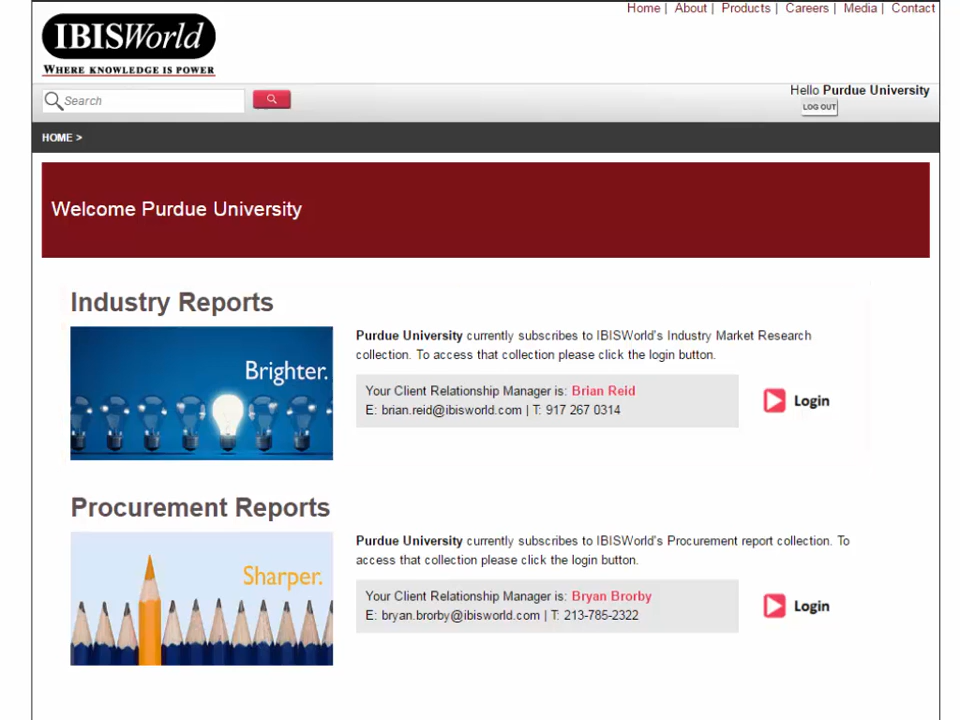 Home | About | Products | Careers | Media | Contact
IBISWorld
WHERE KNOWLEDGE IS POWER
Search
Hello Purdue University
LOG OUT
HOME >
Welcome Purdue University
Industry Reports
Brighter.
Purdue University currently subscribes to IBISWorld's Industry Market Research
collection. To access that collection please click the login button.
Your Client Relationship Manager is: Brian Reid
E: brian.reid@ibisworld.com | T: 917 267 0314
Login
Procurement Reports
Sharper.
Purdue University currently subscribes to IBISWorld's Procurement report collection. To
access that collection please click the login button.
Your Client Relationship Manager is: Bryan Brorby
E: bryan.brorby@ibisworld.com | T: 213-785-2322
Login